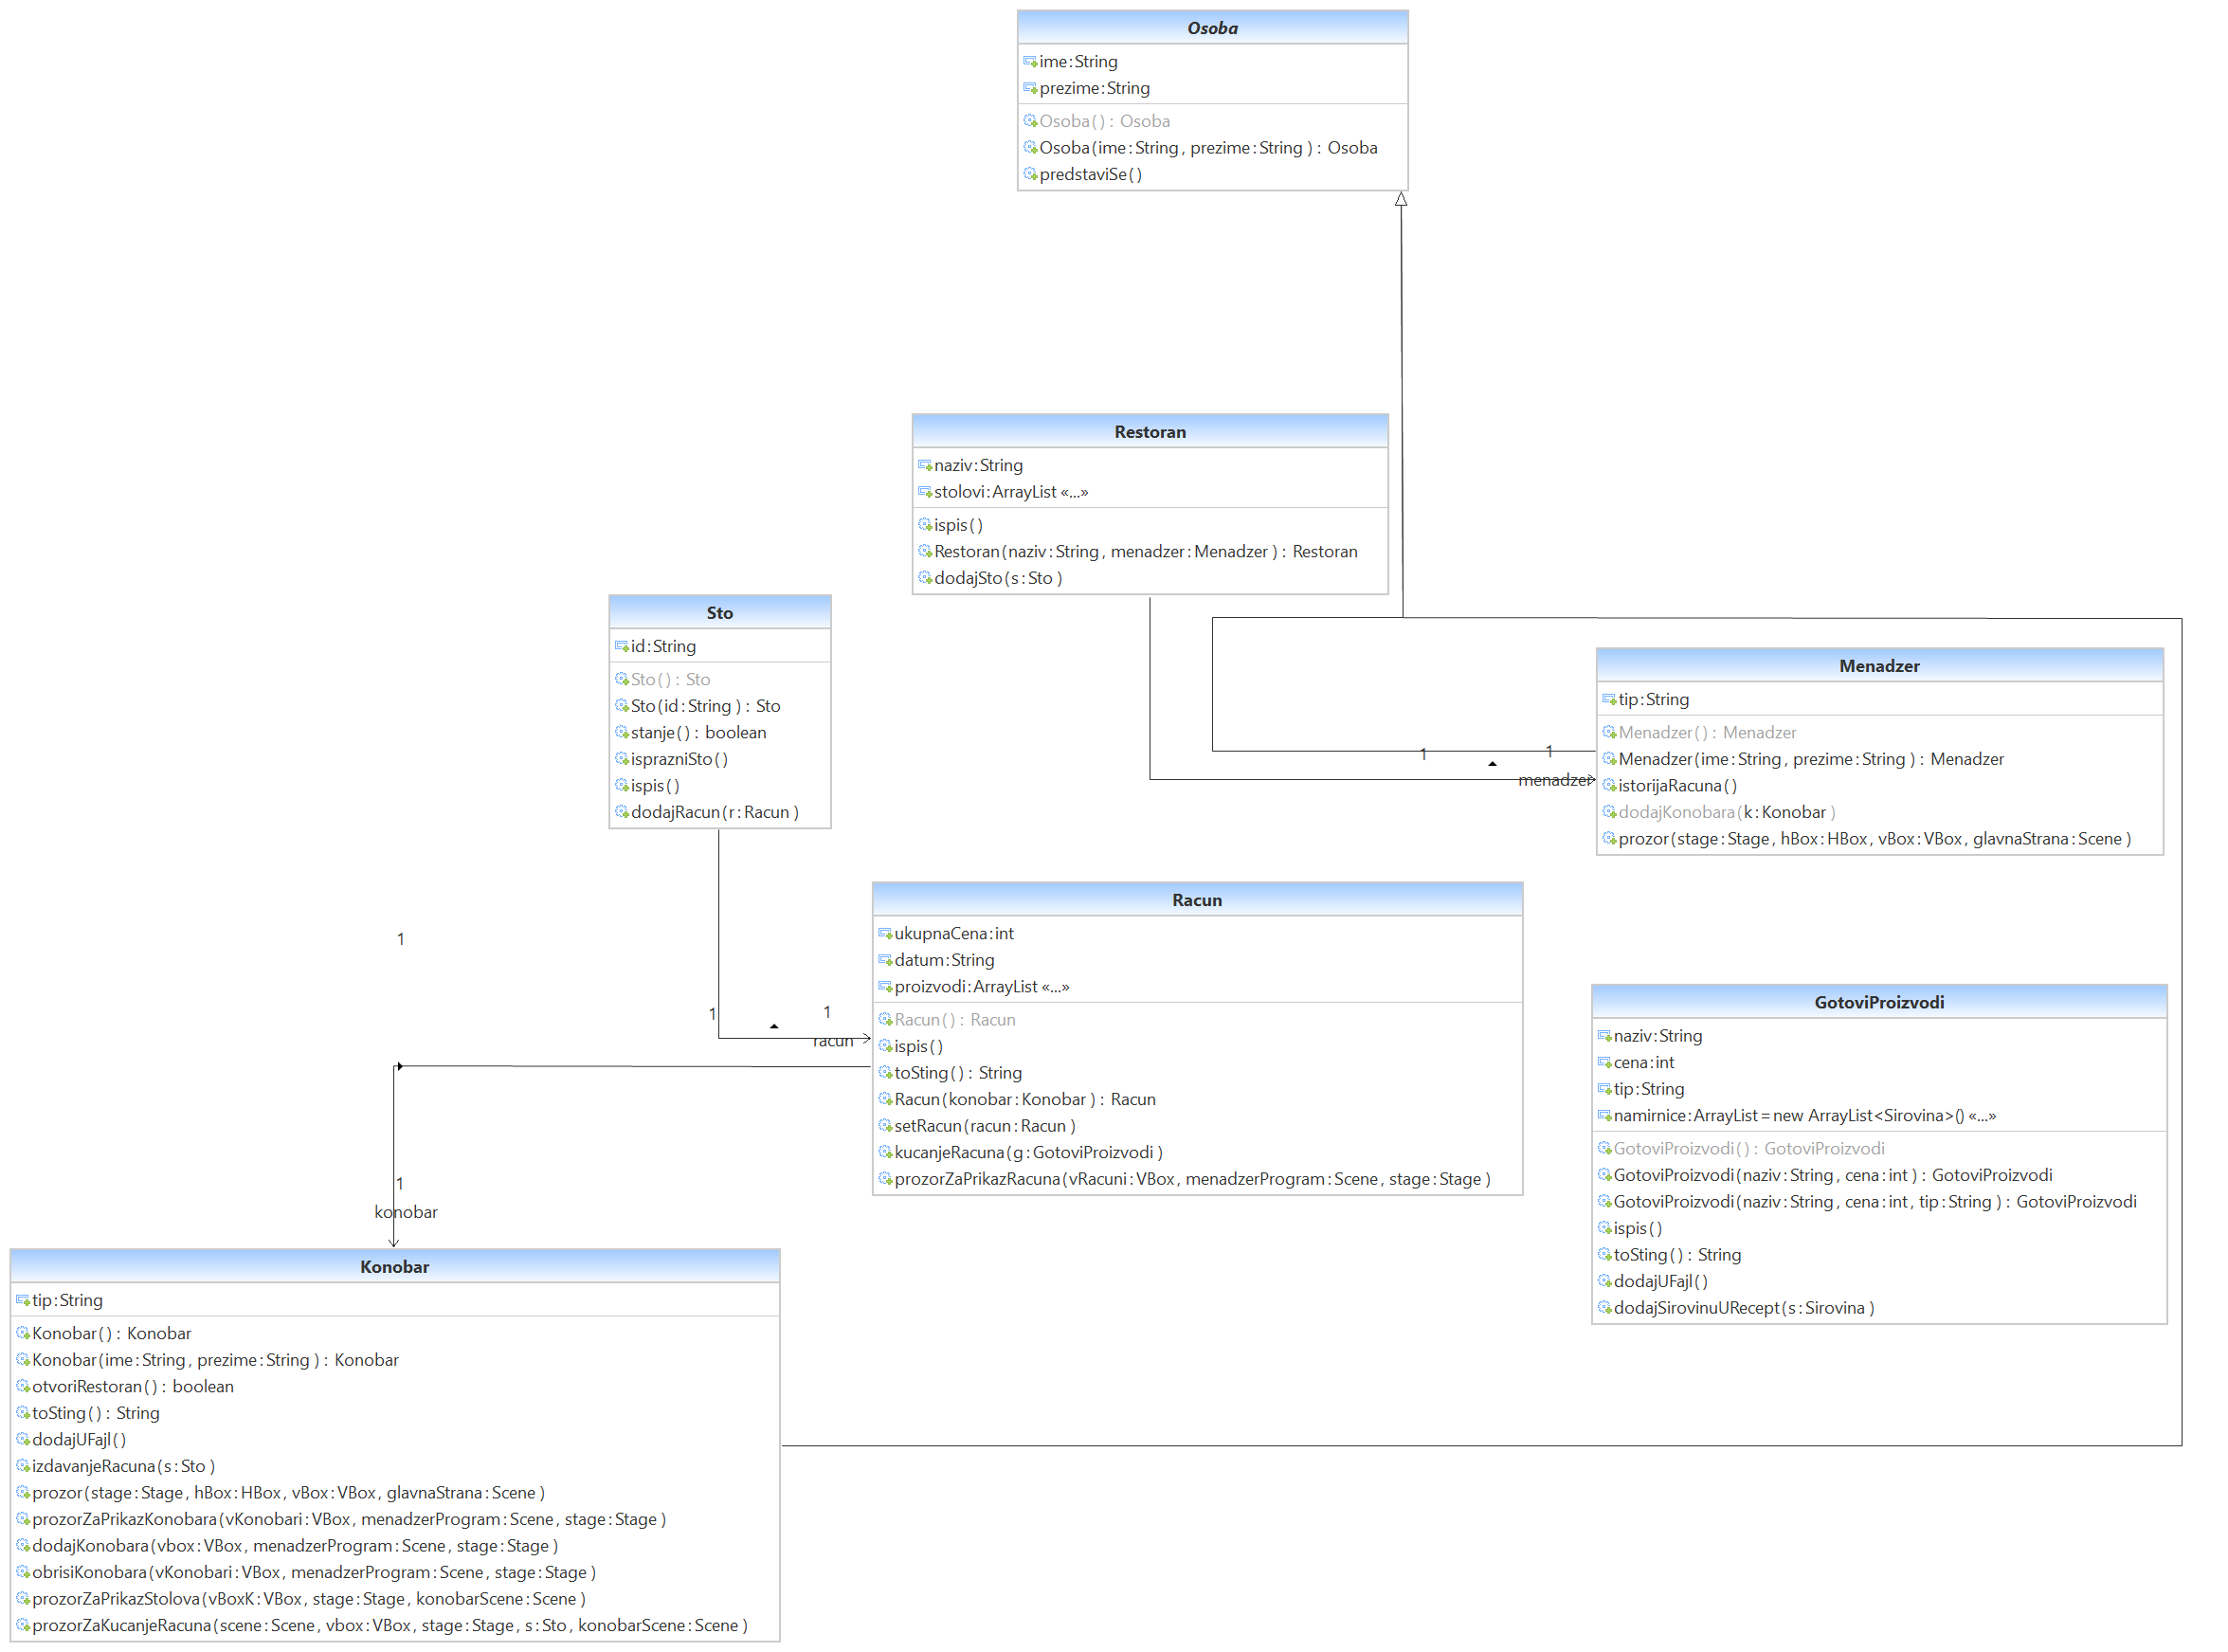 Osoba
ime:String
prezime:String
Osoba(): Osoba
Osoba(ime:String, prezime:String): Osoba
predstaviSe()
Restoran
naziv:String
stolovi:ArrayList «...»
ispis()
Restoran(naziv:String, menadzer:Menadzer): Restoran
dodajSto(s:Sto)
Sto
id:String
Sto(): Sto
Sto(id:String): Sto
stanje(): boolean
isprazniSto()
ispis()
dodajRacun(r:Racun)
Menadzer
tip:String
Menadzer(): Menadzer
Menadzer(ime:String, prezime:String): Menadzer
istorijaRacuna()
dodajKonobara(k:Konobar)
prozor(stage:Stage, hBox:HBox, vBox:VBox, glavnaStrana:Scene)
1
1
menadzer
Racun
ukupnaCena:int
datum:String
proizvodi:ArrayList «...»
Racun(): Racun
ispis()
toSting(): String
Racun(konobar:Konobar): Racun
setRacun(racun:Racun)
kucanjeRacuna(g:GotoviProizvodi)
prozorZaPrikazRacuna(vRacuni:VBox, menadzerProgram:Scene, stage:Stage)
1
1
1
racun
GotoviProizvodi
naziv:String
cena:int
tip:String
namirnice:ArrayList=new ArrayList<Sirovina>() «...»
GotoviProizvodi(): GotoviProizvodi
GotoviProizvodi(naziv:String, cena:int): GotoviProizvodi
GotoviProizvodi(naziv:String, cena:int, tip:String): GotoviProizvodi
ispis()
toSting(): String
dodajUFajl()
dodajSirovinuURecept(s:Sirovina)
1
konobar
Konobar
tip:String
Konobar(): Konobar
Konobar(ime:String, prezime:String): Konobar
otvoriRestoran(): boolean
toSting(): String
dodajUFajl()
izdavanjeRacuna(s:Sto)
prozor(stage:Stage, hBox:HBox, vBox:VBox, glavnaStrana:Scene)
prozorZaPrikazKonobara(vKonobari:VBox, menadzerProgram:Scene, stage:Stage)
dodajKonobara(vbox:VBox, menadzerProgram:Scene, stage:Stage)
obrisiKonobara(vKonobari:VBox, menadzerProgram:Scene, stage:Stage)
prozorZaPrikazStolova(vBoxK:VBox, stage:Stage, konobarScene:Scene)
prozorZaKucanjeRacuna(scene:Scene, vbox:VBox, stage:Stage, s:Sto, konobarScene:Scene)